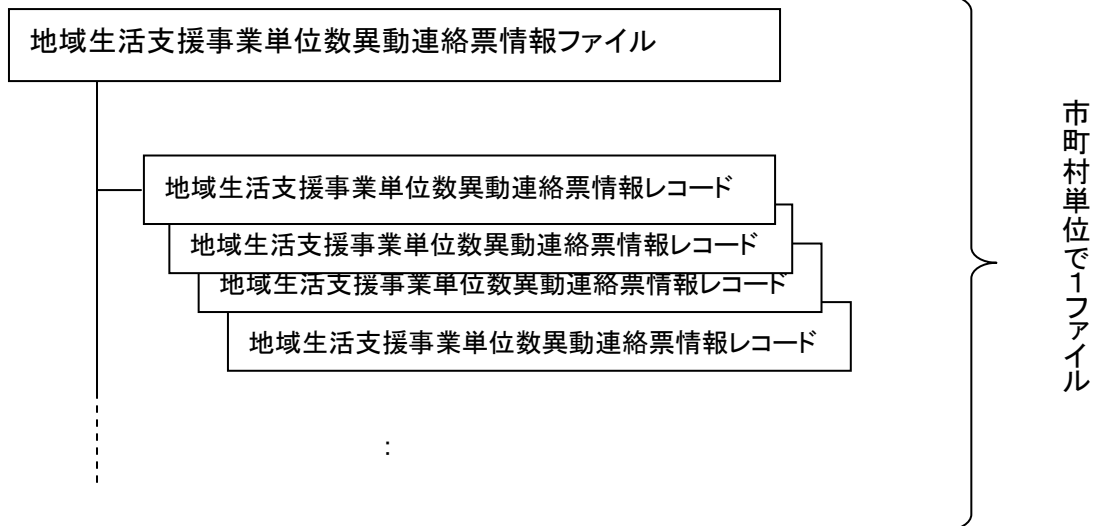 地域生活支援事業単位数異動連絡票情報ファイル
地域生活支援事業単位数異動連絡票情報レコード
地域生活支援事業単位数異動連絡票情報レコード
地域生活支援事業単位数異動連絡票情報レコード
地域生活支援事業単位数異動連絡票情報レコード
:
市町村単位で1ファイル